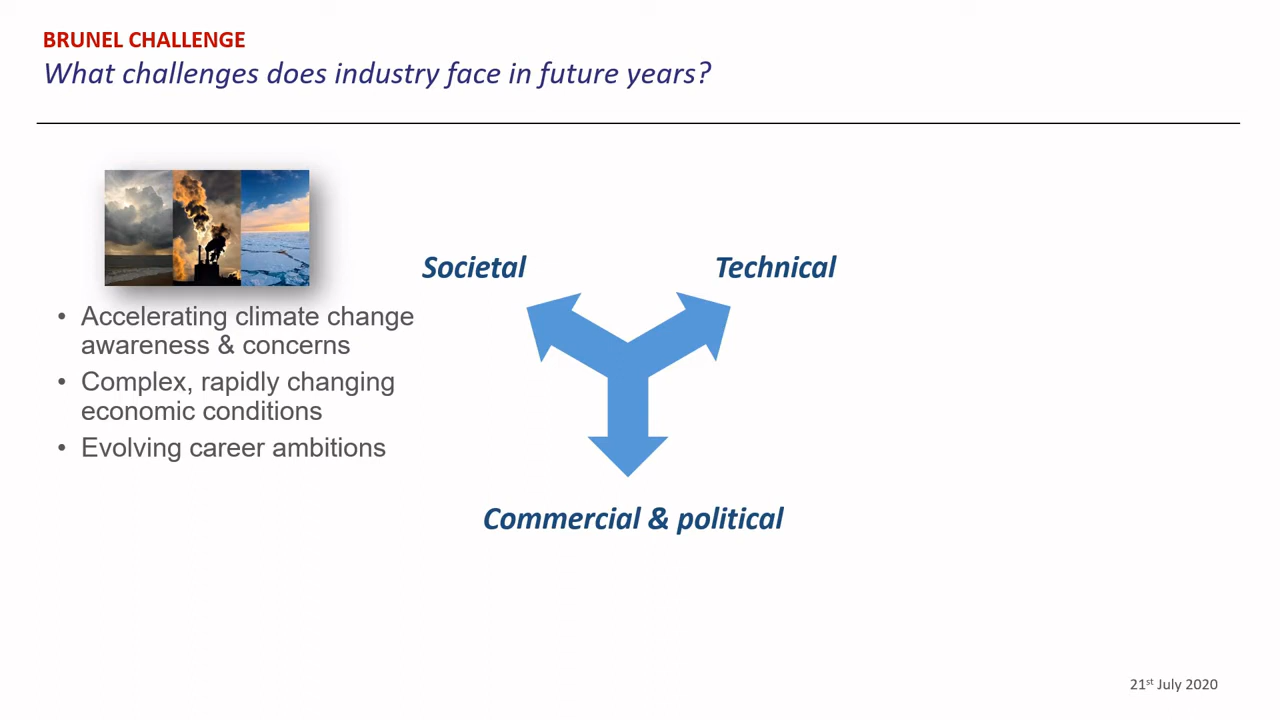 BRUNEL CHALLENGE
What challenges does industry face in future years?
Societal
Technical
• Accelerating climate change
awareness & concerns
• Complex, rapidly changing
economic conditions
• Evolving career ambitions
Commercial & political
21st July 2020